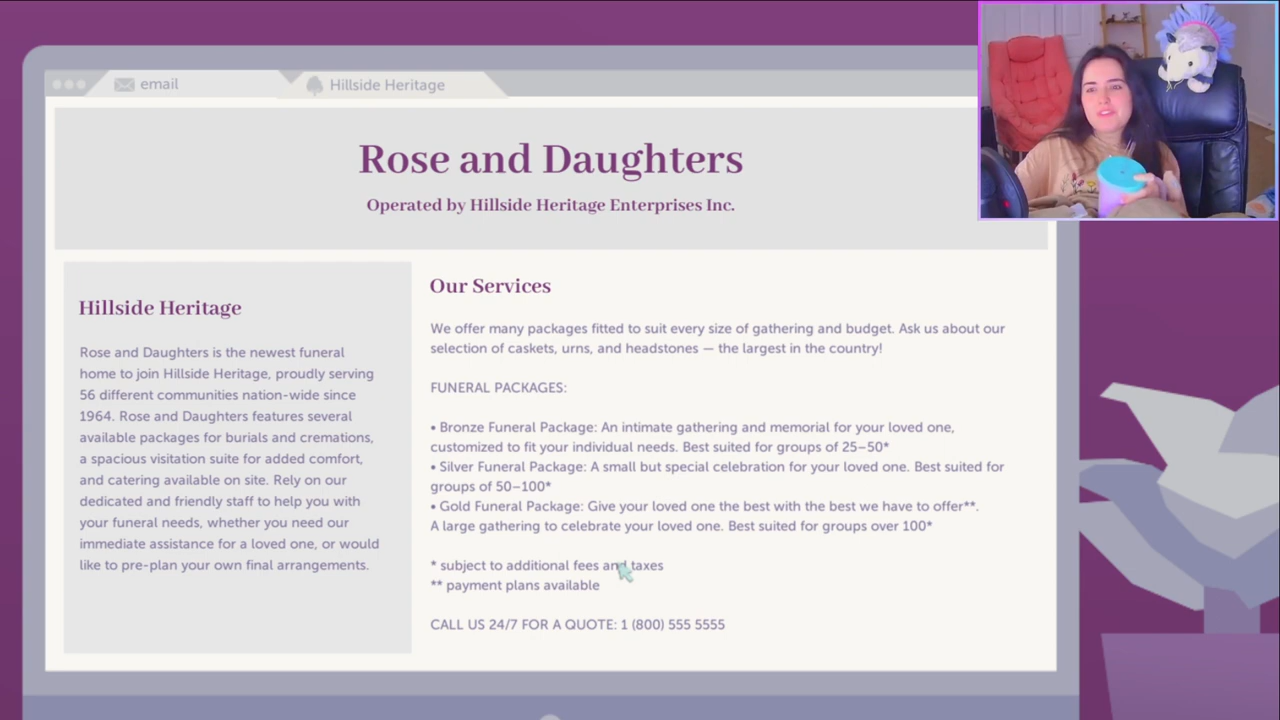 email
Hillside Heritage
Rose and Daughters
Operated by Hillside Heritage Enterprises Inc.
Hillside Heritage
Rose and Daughters is the newest funeral
home to join Hillside Heritage, proudly serving
56 different communities nation-wide since
1964. Rose and Daughters features several
available packages for burials and cremations,
a spacious visitation suite for added comfort,
and catering available on site. Rely on our
dedicated and friendly staff to help you with
your funeral needs, whether you need our
immediate assistance for a loved one, or would
like to pre-plan your own final arrangements.
Our Services
We offer many packages fitted to suit every size of gathering and budget. Ask us about our
selection of caskets, urns, and headstones — the largest in the country!
FUNERAL PACKAGES:
• Bronze Funeral Package: An intimate gathering and memorial for your loved one,
customized to fit your individual needs. Best suited for groups of 25–50*
• Silver Funeral Package: A small but special celebration for your loved one. Best suited for
groups of 50–100*
• Gold Funeral Package: Give your loved one the best with the best we have to offer**.
A large gathering to celebrate your loved one. Best suited for groups over 100*
* subject to additional fees and taxes
** payment plans available
CALL US 24/7 FOR A QUOTE: 1 (800) 555 5555